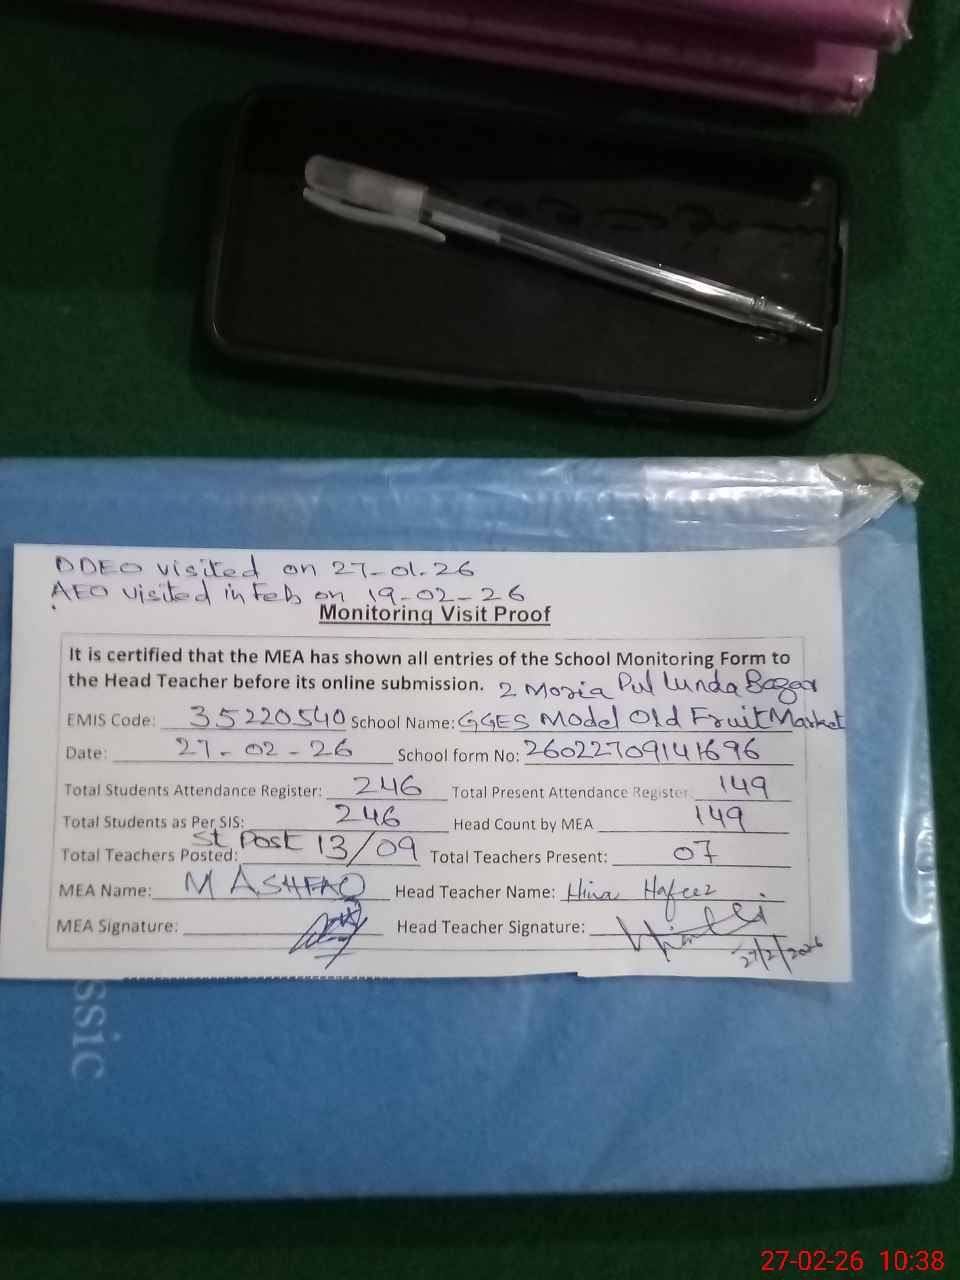 DDEO visited on 27-01-26
AEO visited in Feb on 19-02-26
Monitoring Visit Proof
It is certified that the MEA has shown all entries of the School Monitoring Form to
the Head Teacher before its online submission. 2 Moria Pul Lunda Bazaar
EMIS Code: 35220540 School Name: GGES Model Old Fruit Market
Date: 27-02-26 School form No: 26022709141696
Total Students Attendance Register: 246 Total Present Attendance Register: 149
Total Students as Per SIS: 246 Head Count by MEA 149
Total Teachers Posted: St Post 13/09 Total Teachers Present: 07
MEA Name: M ASHFAQ Head Teacher Name: Hina Hafeez
MEA Signature: Head Teacher Signature:
27/2/2026
ssic
27-02-26 10:38